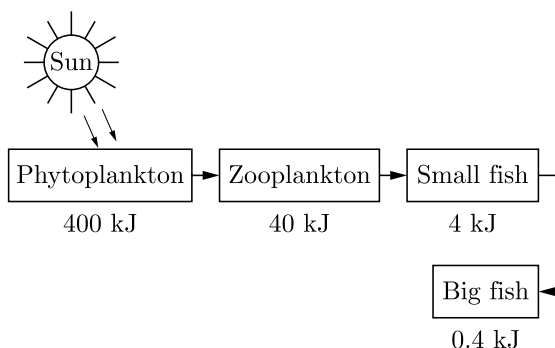 Sun
Phytoplankton
Zooplankton
Small fish
400 kJ
40 kJ
4 kJ
Big fish
0.4 kJ